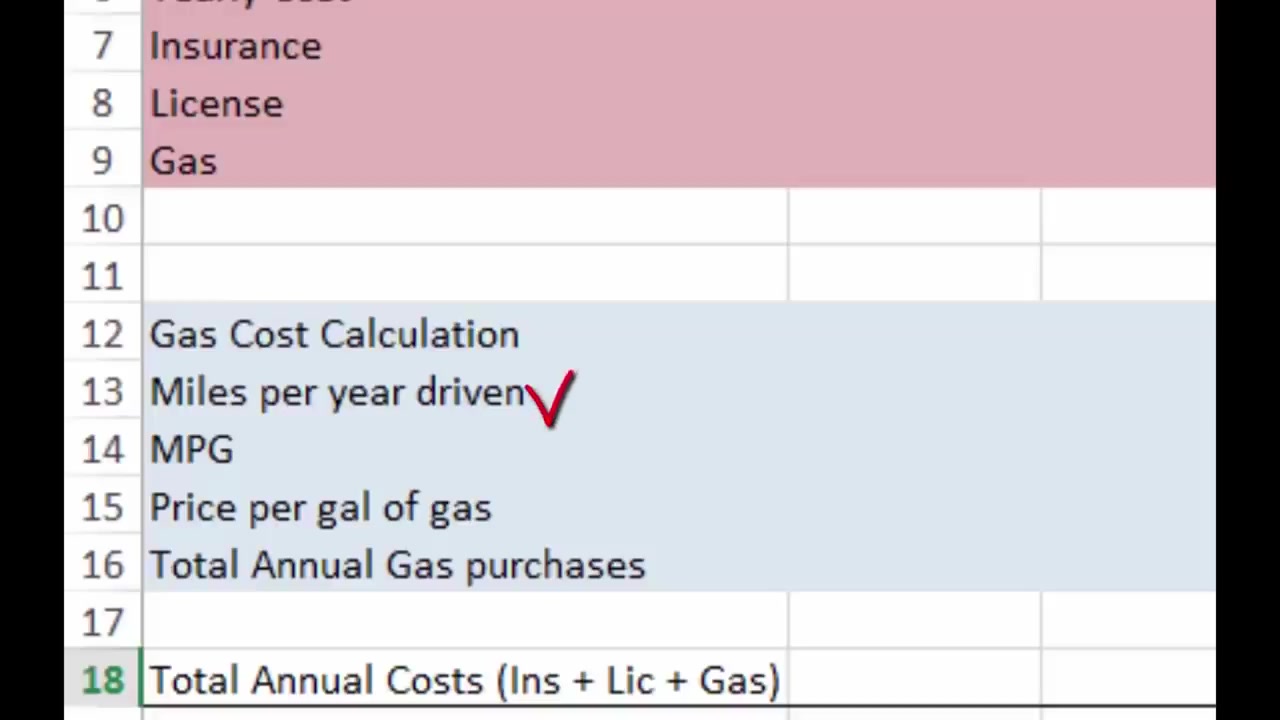 7 Insurance
8 License
9 Gas
10
11
12 Gas Cost Calculation
13 Miles per year driven
14 MPG
15 Price per gal of gas
16 Total Annual Gas purchases
17
18 Total Annual Costs (Ins + Lic + Gas)